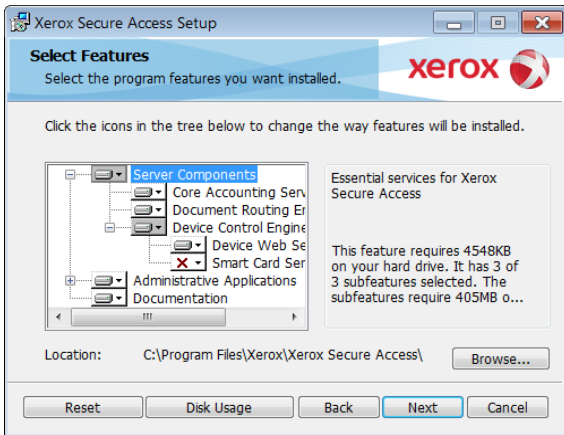 Xerox Secure Access Setup
Select Features
Select the program features you want installed.
xerox
Click the icons in the tree below to change the way features will be installed.
Server Components
Core Accounting Serv
Document Routing Er
Device Control Engine
Device Web Se
Smart Card Ser
Administrative Applications
Documentation
Essential services for Xerox
Secure Access
This feature requires 4548KB
on your hard drive. It has 3 of
3 subfeatures selected. The
subfeatures require 405MB o...
Location: C:\Program Files\Xerox\Xerox Secure Access\ Browse...
Reset Disk Usage Back Next Cancel